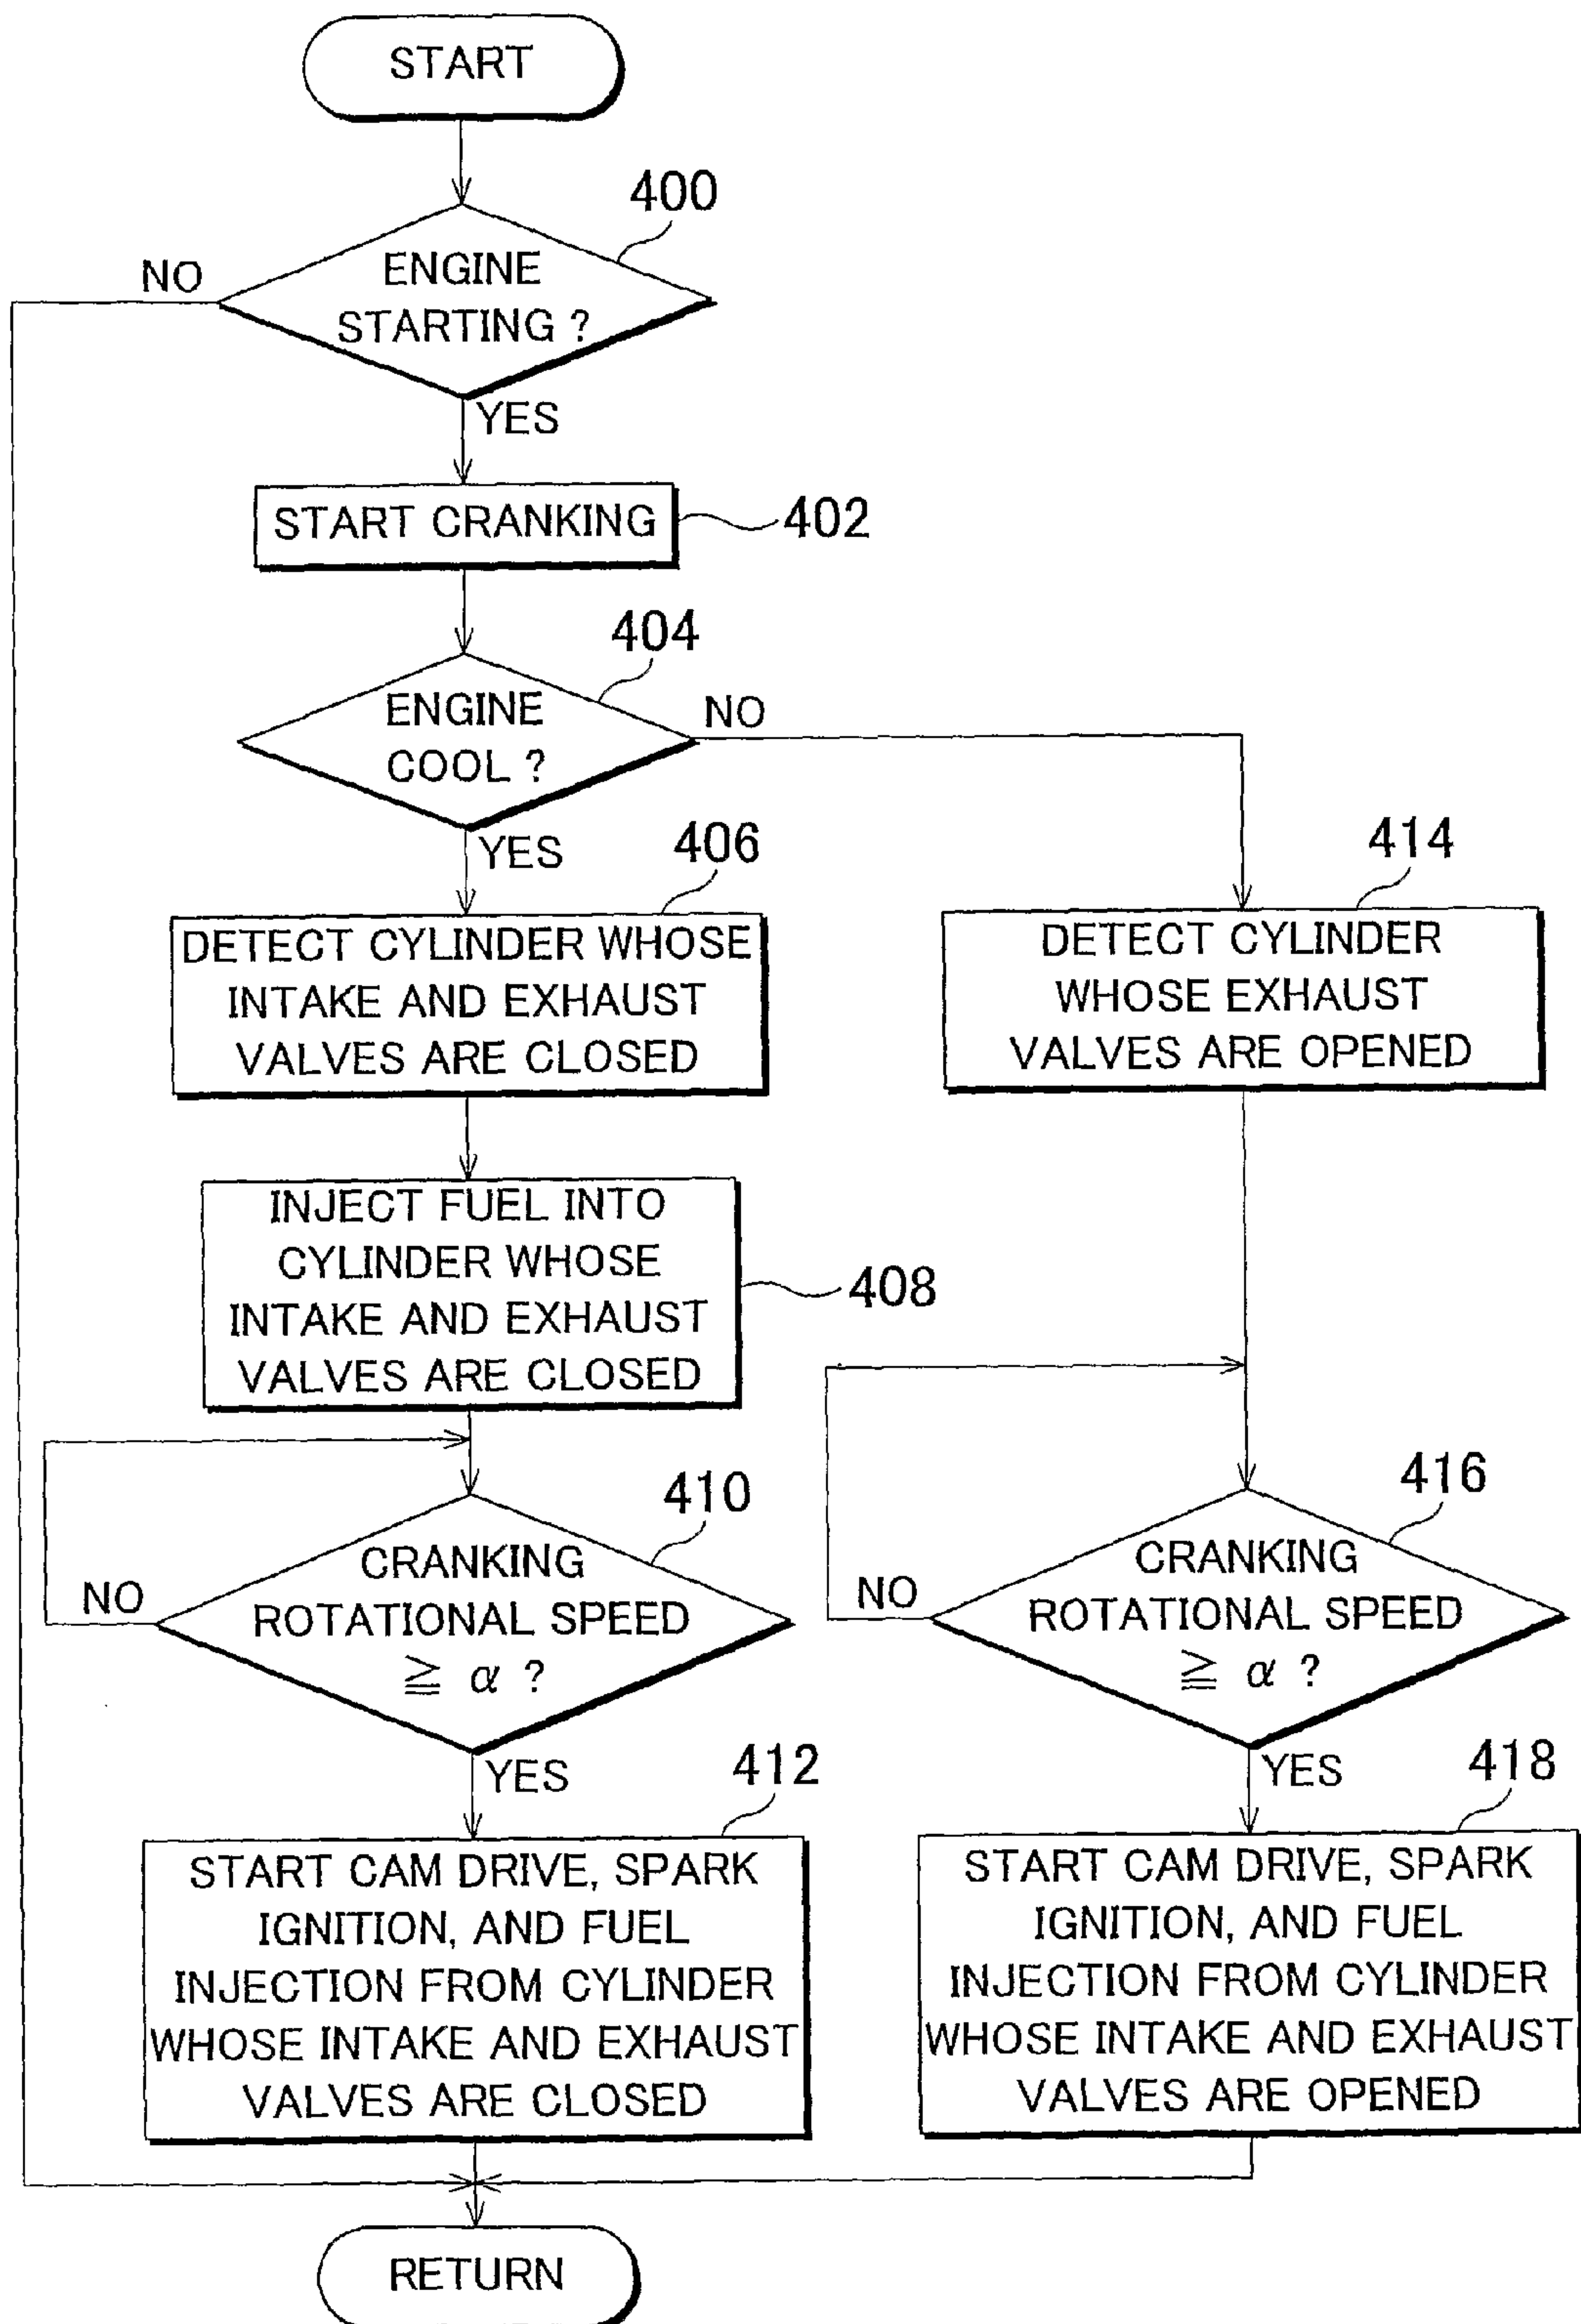 START
400
NO
ENGINE
STARTING ?
YES
START CRANKING
402
404
ENGINE
COOL ?
NO
YES
406
DETECT CYLINDER WHOSE
INTAKE AND EXHAUST
VALVES ARE CLOSED
414
DETECT CYLINDER
WHOSE EXHAUST
VALVES ARE OPENED
INJECT FUEL INTO
CYLINDER WHOSE
INTAKE AND EXHAUST
VALVES ARE CLOSED
408
410
CRANKING
ROTATIONAL SPEED
≧ α ?
NO
YES
416
CRANKING
ROTATIONAL SPEED
≧ α ?
NO
YES
412
START CAM DRIVE, SPARK
IGNITION, AND FUEL
INJECTION FROM CYLINDER
WHOSE INTAKE AND EXHAUST
VALVES ARE CLOSED
418
START CAM DRIVE, SPARK
IGNITION, AND FUEL
INJECTION FROM CYLINDER
WHOSE INTAKE AND EXHAUST
VALVES ARE OPENED
RETURN